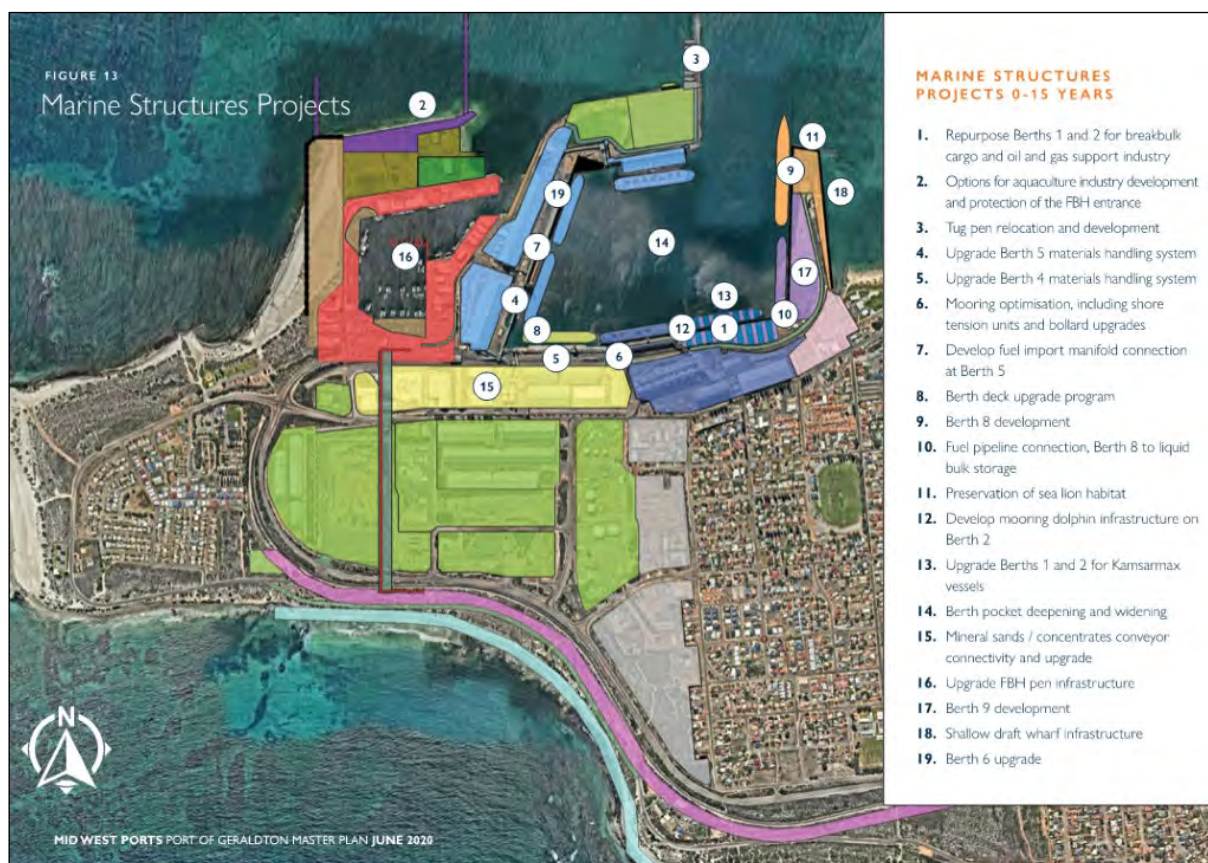 FIGURE 13
Marine Structures Projects
3
2
11
9
18
19
7
14
16
17
4
13
10
8
12
1
5
6
15
N
MID WEST PORTS PORT OF GERALDTON MASTER PLAN JUNE 2020
MARINE STRUCTURES
PROJECTS 0-15 YEARS
1. Repurpose Berths 1 and 2 for breakbulk
cargo and oil and gas support industry
2. Options for aquaculture industry development
and protection of the FBH entrance
3. Tug pen relocation and development
4. Upgrade Berth 5 materials handling system
5. Upgrade Berth 4 materials handling system
6. Mooring optimisation, including shore
tension units and bollard upgrades
7. Develop fuel import manifold connection
at Berth 5
8. Berth deck upgrade program
9. Berth 8 development
10. Fuel pipeline connection, Berth 8 to liquid
bulk storage
11. Preservation of sea lion habitat
12. Develop mooring dolphin infrastructure on
Berth 2
13. Upgrade Berths 1 and 2 for Kamsarmax
vessels
14. Berth pocket deepening and widening
15. Mineral sands / concentrates conveyor
connectivity and upgrade
16. Upgrade FBH pen infrastructure
17. Berth 9 development
18. Shallow draft wharf infrastructure
19. Berth 6 upgrade